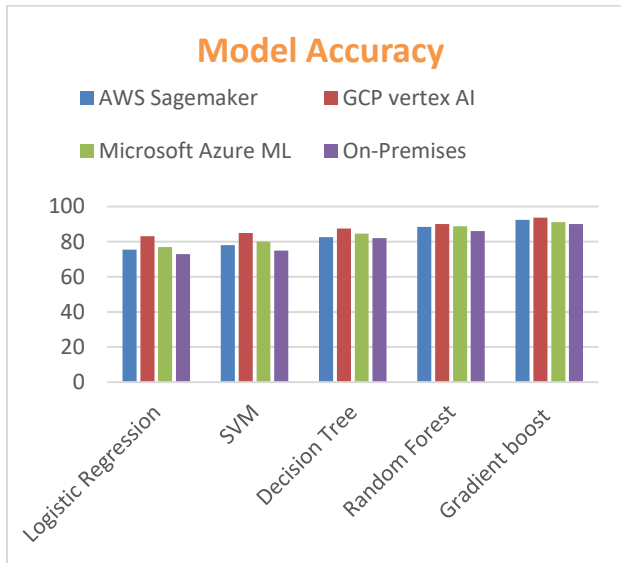 Model Accuracy
AWS Sagemaker GCP vertex AI
Microsoft Azure ML On-Premises
100
80
60
40
20
0
Logistic Regression
SVM
Decision Tree
Random Forest
Gradient boost